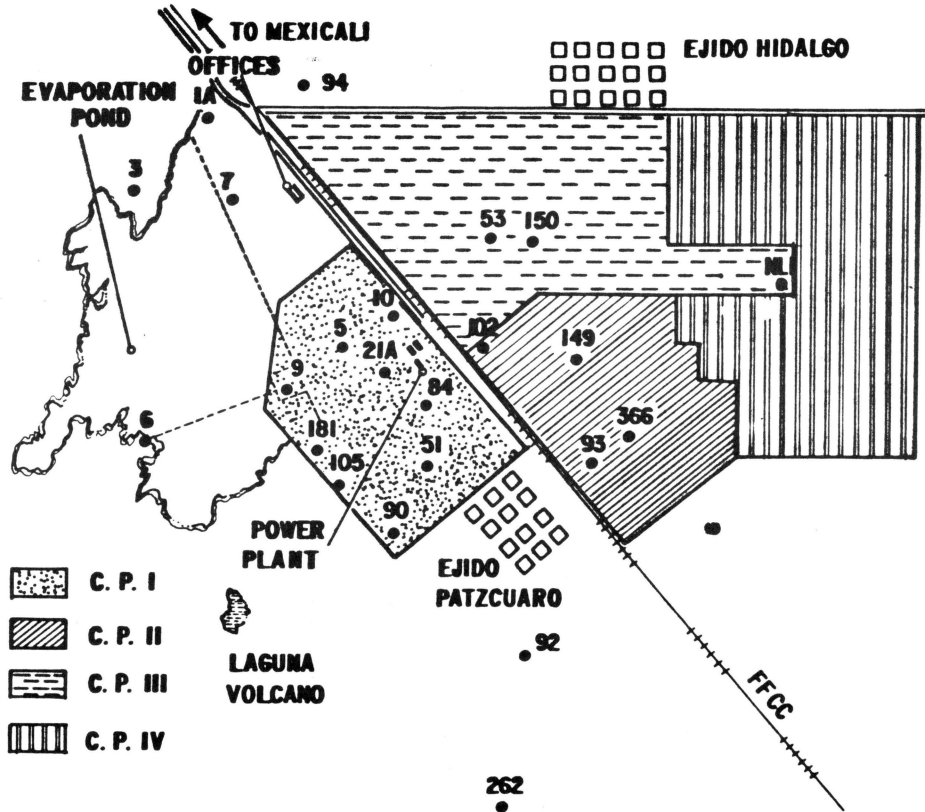 TO MEXICALI
OFFICES
94
EJIDO HIDALGO
EVAPORATION
POND
1A
3
7
53
150
NL
10
102
5
149
21A
9
84
366
6
181
51
93
105
90
POWER
PLANT
EJIDO
PATZCUARO
C. P. I
C. P. II
C. P. III
C. P. IV
LAGUNA
VOLCANO
92
FFCC
262